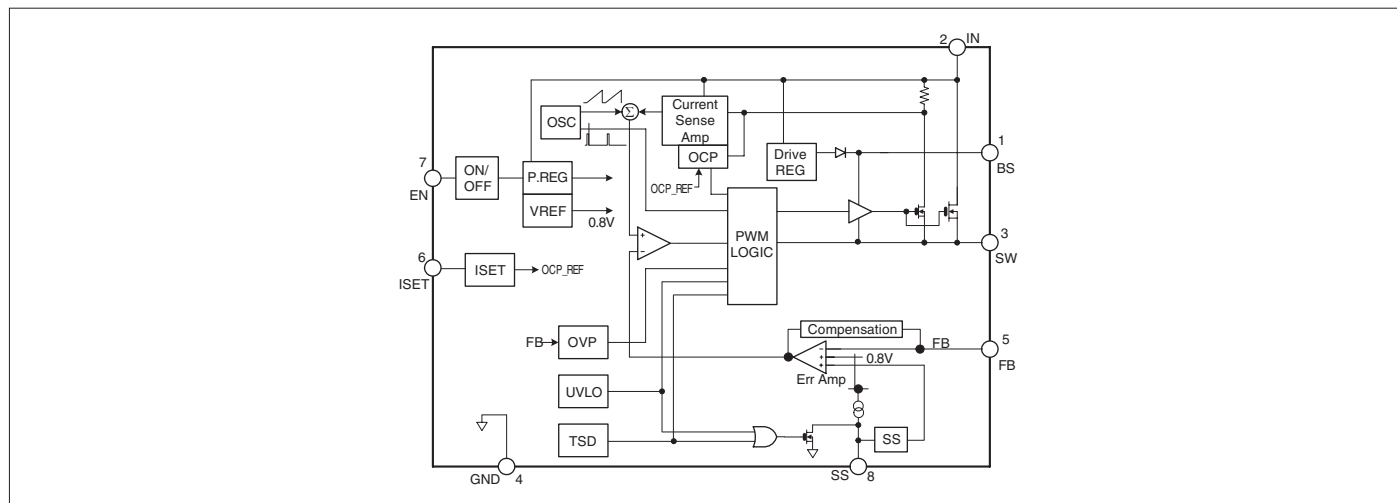 2 IN
OSC
Σ
Current
Sense
Amp
OCP
OCP_REF
Drive
REG
1
BS
7
EN
ON/
OFF
P.REG
VREF
0.8V
+
−
PWM
LOGIC
3
SW
6
ISET
ISET
OCP_REF
Compensation
FB
OVP
FB
5
FB
−
+
+
0.8V
Err Amp
UVLO
TSD
SS
GND 4
SS 8